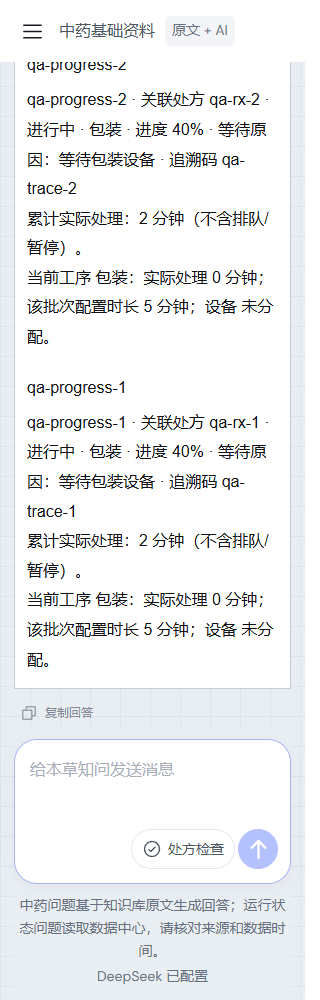 中药基础资料 原文 + AI
qa-progress-2
qa-progress-2 · 关联处方 qa-rx-2 ·
进行中 · 包装 · 进度 40% · 等待原
因：等待包装设备 · 追溯码 qa-
trace-2
累计实际处理：2 分钟（不含排队/
暂停）。
当前工序 包装：实际处理 0 分钟；
该批次配置时长 5 分钟；设备 未分
配。
qa-progress-1
qa-progress-1 · 关联处方 qa-rx-1 ·
进行中 · 包装 · 进度 40% · 等待原
因：等待包装设备 · 追溯码 qa-
trace-1
累计实际处理：2 分钟（不含排队/
暂停）。
当前工序 包装：实际处理 0 分钟；
该批次配置时长 5 分钟；设备 未分
配。
复制回答
给本草知问发送消息
处方检查
中药问题基于知识库原文生成回答；运行状
态问题读取数据中心，请核对来源和数据时
间。
DeepSeek 已配置